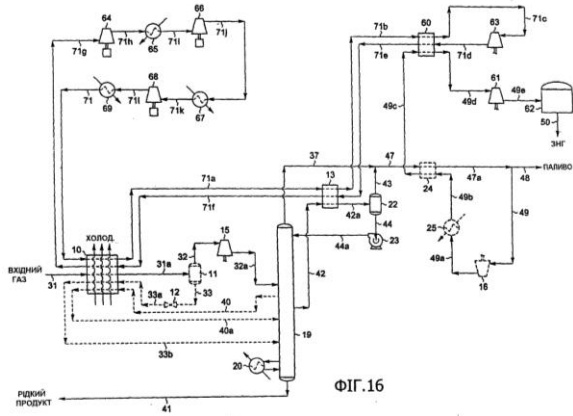 64
66
71g
71h
65
71i
71j
71
69
71l
68
71k
67
60
71b
71e
71c
63
71d
49c
49d
61
49e
62
50
ЗНГ
37
47
13
43
24
47a
ПАЛИВО
48
71a
42a
22
49b
71f
44
25
49
ХОЛОД.
10
15
44a
23
49a
16
32
32a
42
ВХІДНИЙ
ГАЗ
31
31a
11
33a
12
33
40
19
40a
33b
20
РІДКИЙ
ПРОДУКТ
41
ФІГ.16